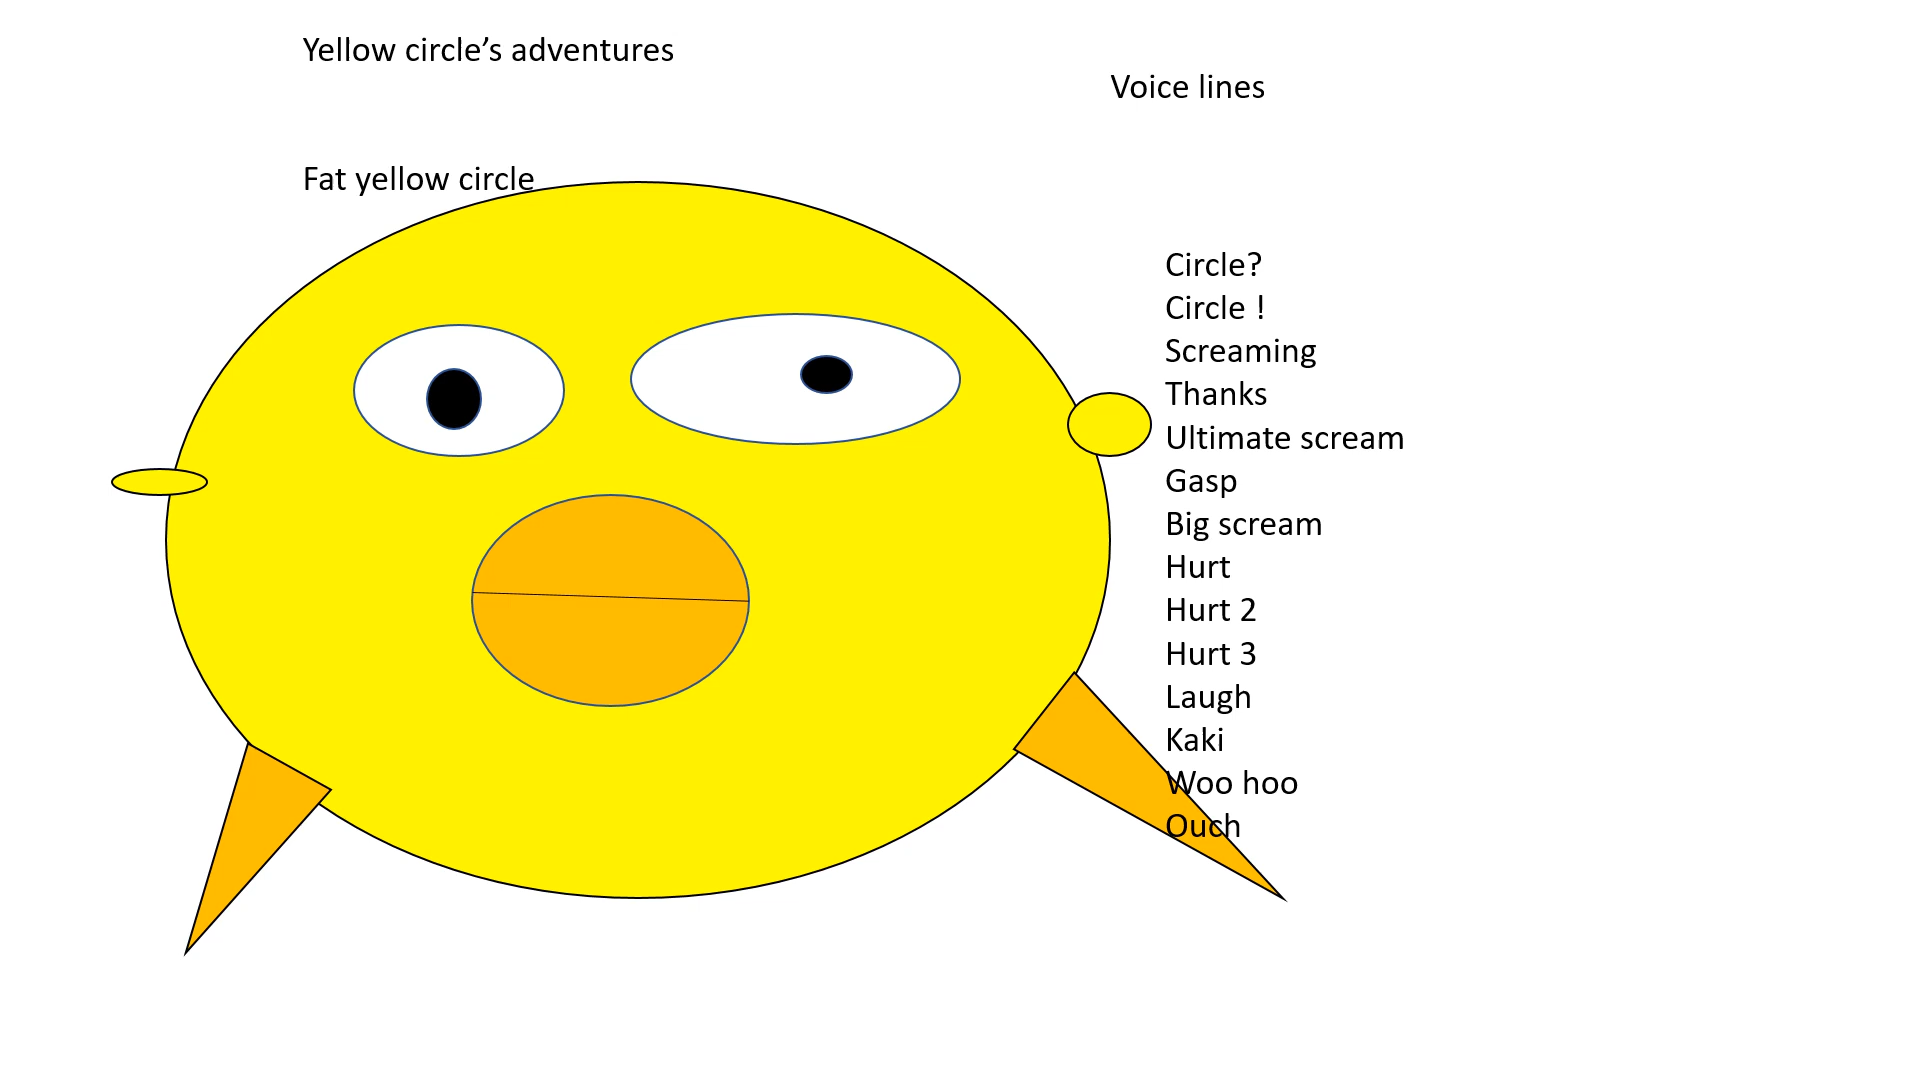 Yellow circle’s adventures
Voice lines
Fat yellow circle
Circle?
Circle !
Screaming
Thanks
Ultimate scream
Gasp
Big scream
Hurt
Hurt 2
Hurt 3
Laugh
Kaki
Woo hoo
Ouch